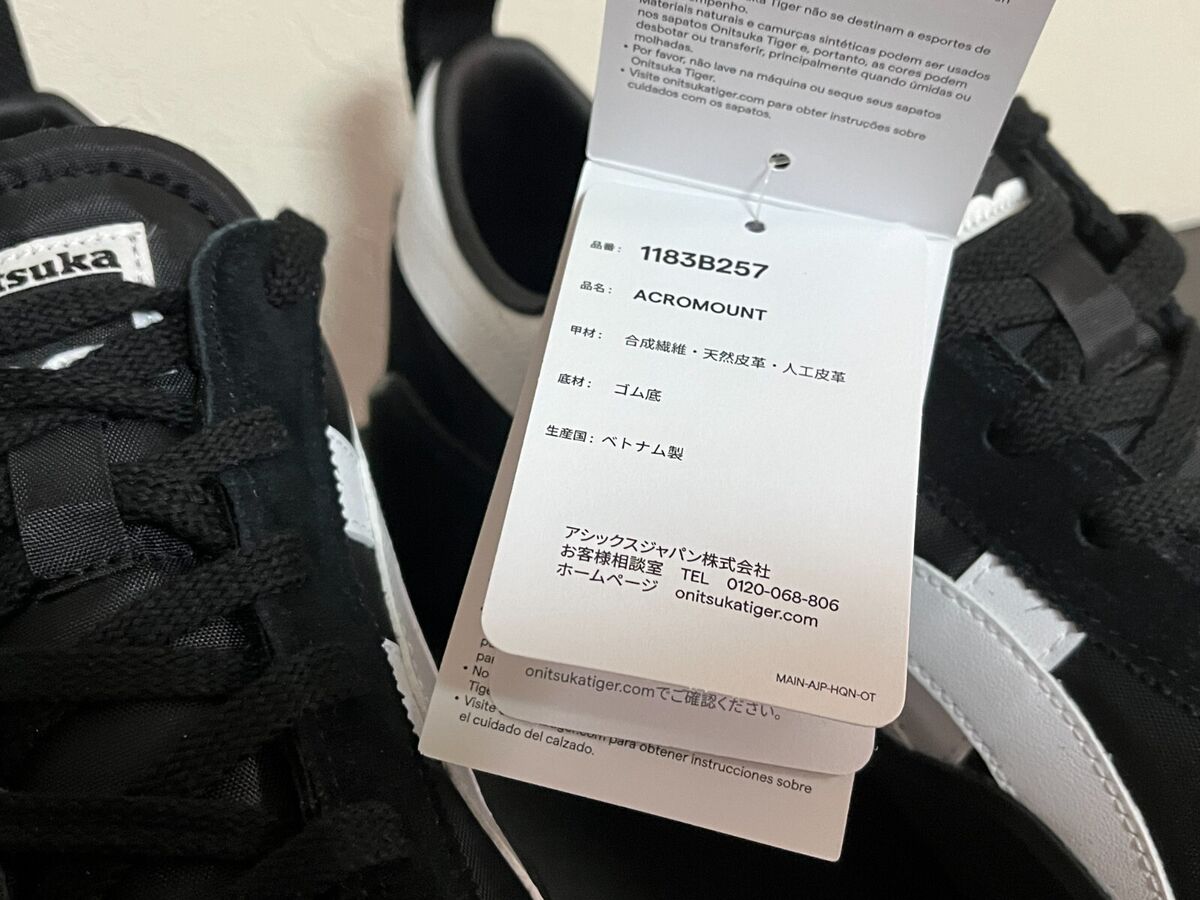 Tiger não se destinam a esportes de
empenho.
Materiais naturais e camurças sintéticas podem ser usados
nos sapatos Onitsuka Tiger e, portanto, as cores podem
desbotar ou transferir, principalmente quando úmidas ou
molhadas.
• Por favor, não lave na máquina ou seque seus sapatos
Onitsuka Tiger.
• Visite onitsukatiger.com para obter instruções sobre
cuidados com os sapatos.
itsuka
品番： 1183B257
品名： ACROMOUNT
甲材： 合成繊維・天然皮革・人工皮革
底材： ゴム底
生産国： ベトナム製
アシックスジャパン株式会社
お客様相談室 TEL 0120-068-806
ホームページ onitsukatiger.com
MAIN-AJP-HQN-OT
onitsukatiger.comでご確認ください。
• No
Tige
• Visite
ger.com para obtener instrucciones sobre
el cuidado del calzado.